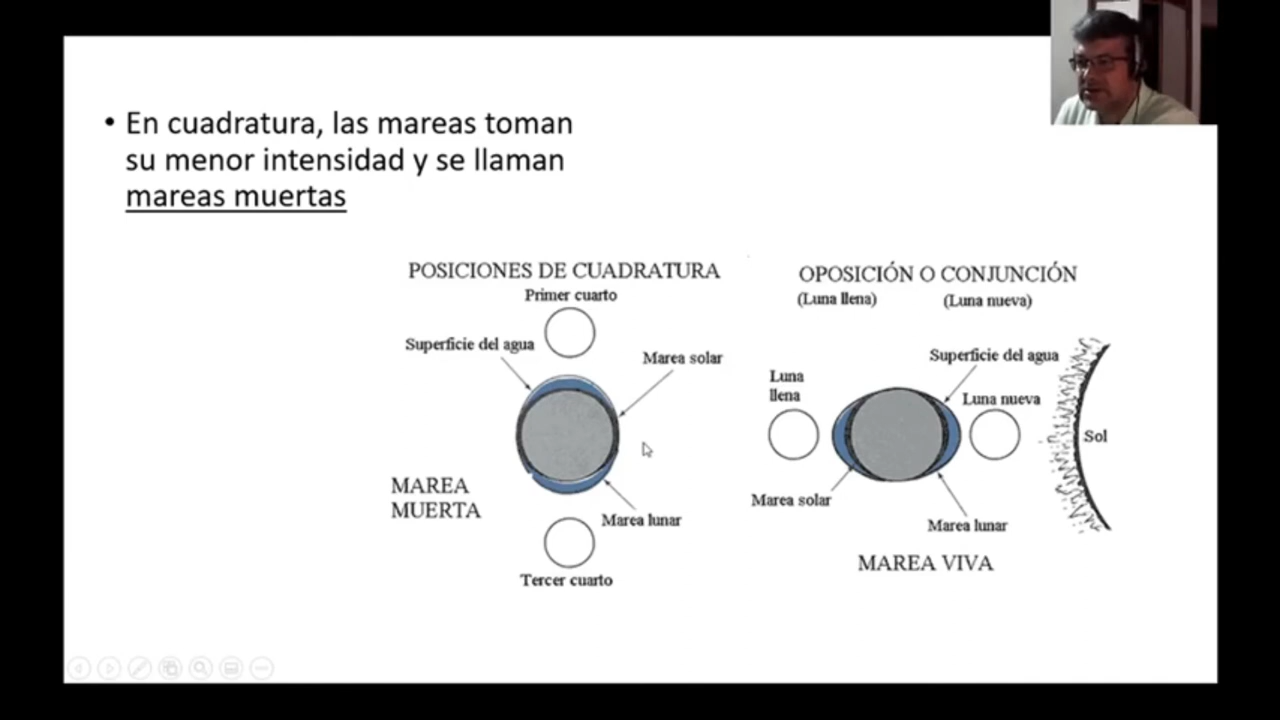 • En cuadratura, las mareas toman
su menor intensidad y se llaman
mareas muertas
POSICIONES DE CUADRATURA
Primer cuarto
Superficie del agua
Marea solar
MAREA
MUERTA
Marea lunar
Tercer cuarto
OPOSICIÓN O CONJUNCIÓN
(Luna llena) (Luna nueva)
Superficie del agua
Luna
llena
Luna nueva
Sol
Marea solar
Marea lunar
MAREA VIVA